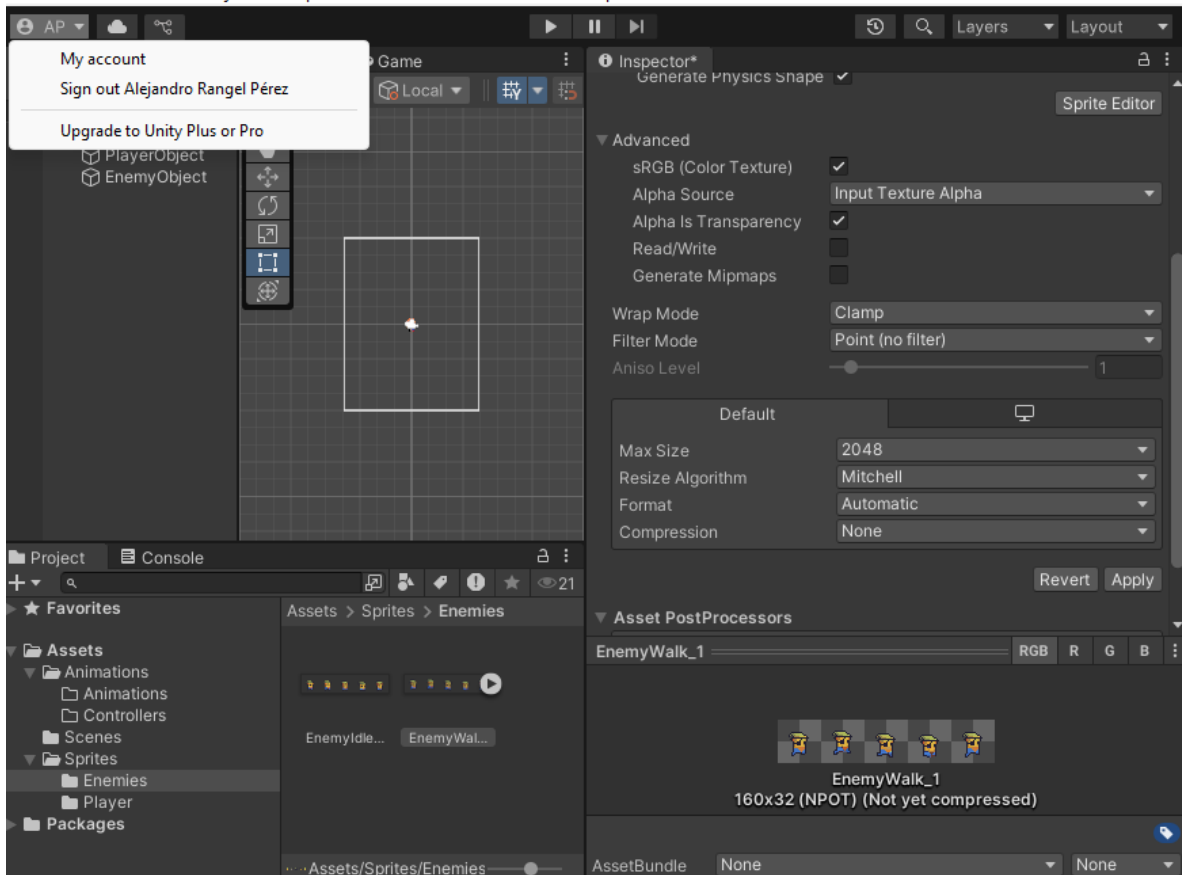 AP
Layers
Layout
My account
Sign out Alejandro Rangel Pérez
Upgrade to Unity Plus or Pro
Game
Local
PlayerObject
EnemyObject
Inspector*
Generate Physics Shape
Sprite Editor
Advanced
sRGB (Color Texture)
Alpha Source
Input Texture Alpha
Alpha Is Transparency
Read/Write
Generate Mipmaps
Wrap Mode
Clamp
Filter Mode
Point (no filter)
Aniso Level
1
Default
Max Size
2048
Resize Algorithm
Mitchell
Format
Automatic
Compression
None
Revert
Apply
Asset PostProcessors
Project
Console
21
Favorites
Assets
Animations
Animations
Controllers
Scenes
Sprites
Enemies
Player
Packages
Assets > Sprites > Enemies
EnemyIdle...
EnemyWal...
Assets/Sprites/Enemies
EnemyWalk_1
RGB R G B
EnemyWalk_1
160x32 (NPOT) (Not yet compressed)
AssetBundle
None
None